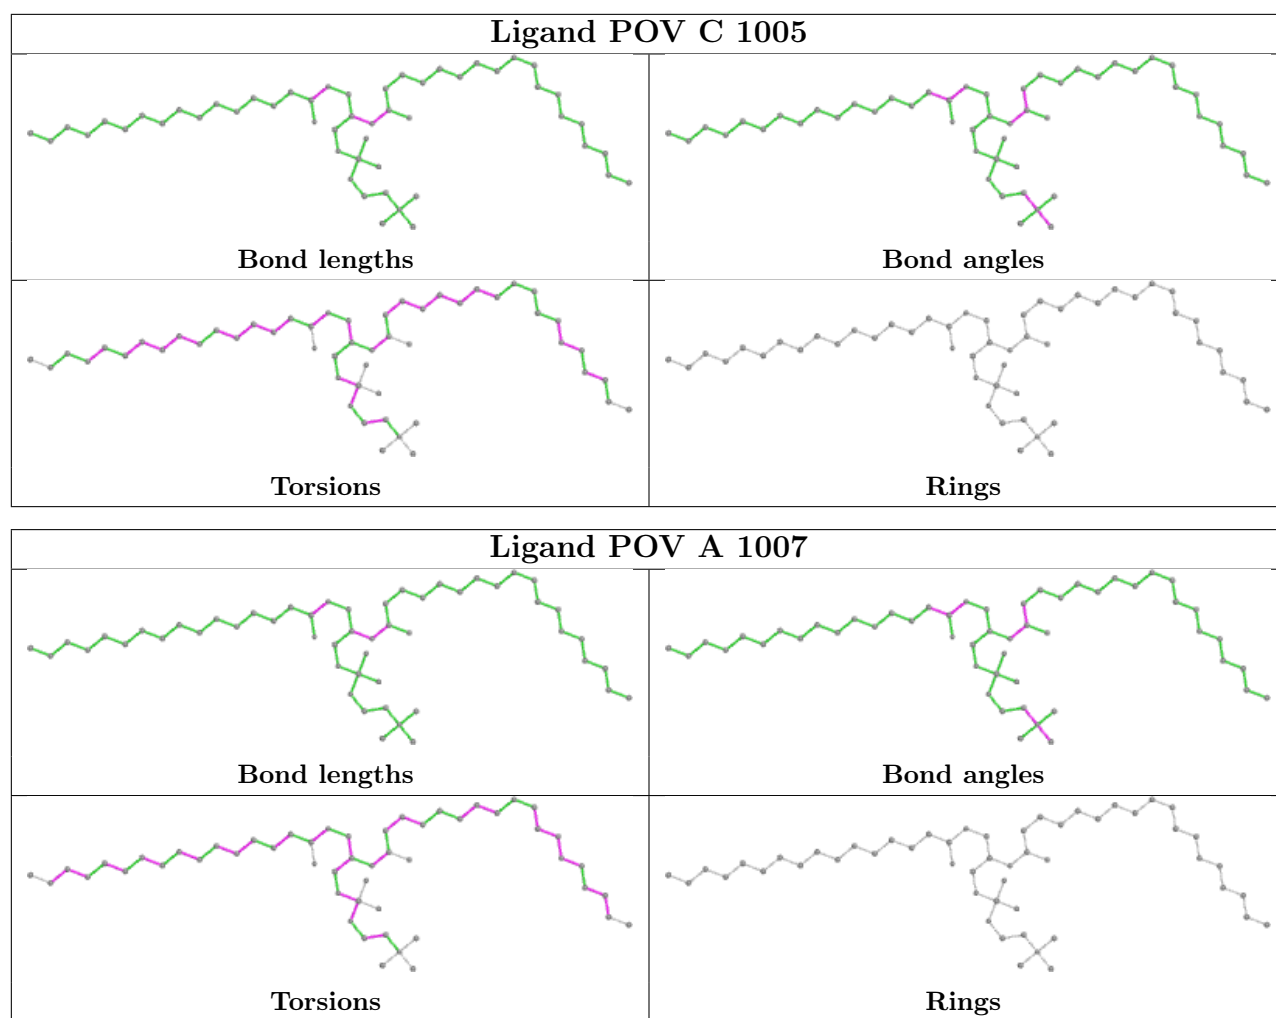 Ligand POV C 1005
Bond lengths
Bond angles
Torsions
Rings
Ligand POV A 1007
Bond lengths
Bond angles
Torsions
Rings